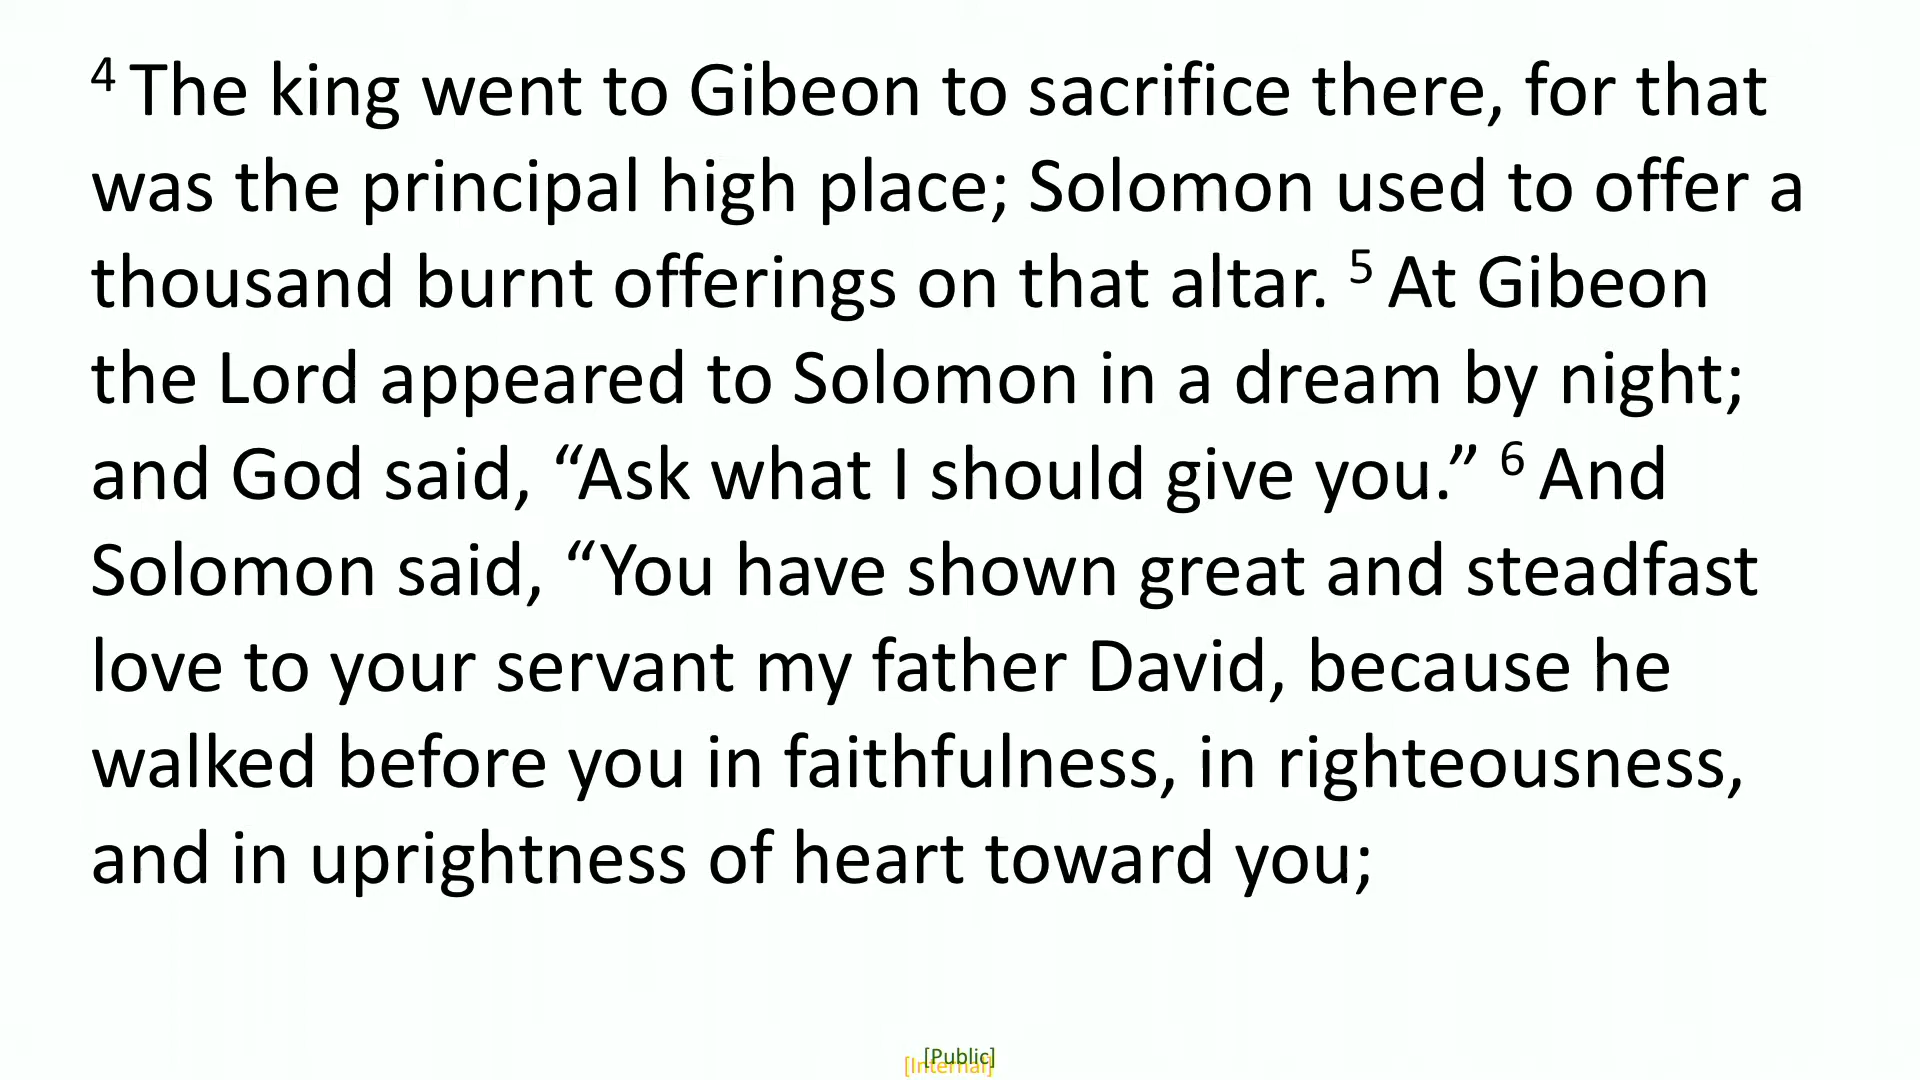 4 The king went to Gibeon to sacrifice there, for that
was the principal high place; Solomon used to offer a
thousand burnt offerings on that altar. 5 At Gibeon
the Lord appeared to Solomon in a dream by night;
and God said, “Ask what I should give you.” 6 And
Solomon said, “You have shown great and steadfast
love to your servant my father David, because he
walked before you in faithfulness, in righteousness,
and in uprightness of heart toward you;
[Public]
[Internal]